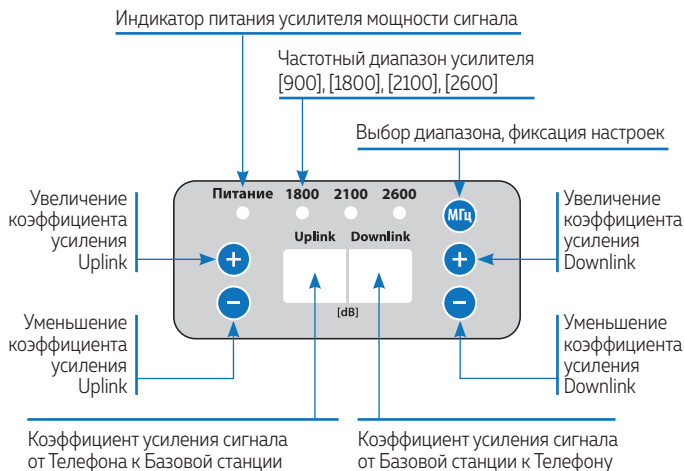 Индикатор питания усилителя мощности сигнала
Частотный диапазон усилителя
[900], [1800], [2100], [2600]
Выбор диапазона, фиксация настроек
Увеличение
коэффициента
усиления
Uplink
Питание 1800 2100 2600
МГц
Uplink Downlink
+ +
− −
[dB]
Увеличение
коэффициента
усиления
Downlink
Уменьшение
коэффициента
усиления
Uplink
Уменьшение
коэффициента
усиления
Downlink
Коэффициент усиления сигнала
от Телефона к Базовой станции
Коэффициент усиления сигнала
от Базовой станции к Телефону